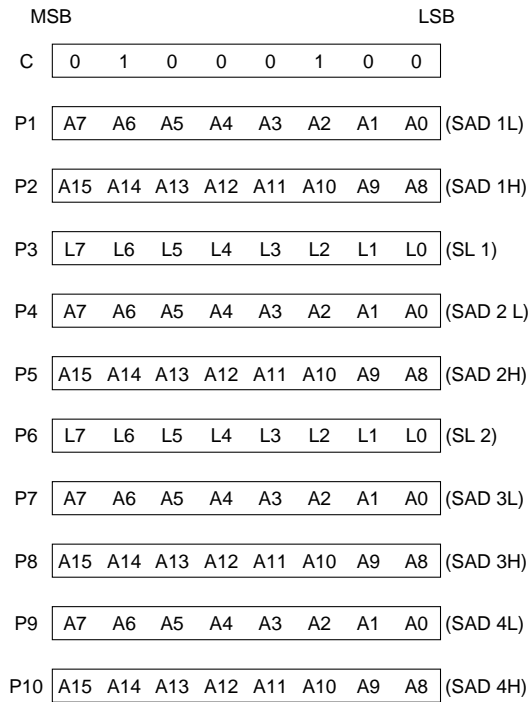 MSB LSB
C 0 1 0 0 0 1 0 0
P1 A7 A6 A5 A4 A3 A2 A1 A0 (SAD 1L)
P2 A15 A14 A13 A12 A11 A10 A9 A8 (SAD 1H)
P3 L7 L6 L5 L4 L3 L2 L1 L0 (SL 1)
P4 A7 A6 A5 A4 A3 A2 A1 A0 (SAD 2 L)
P5 A15 A14 A13 A12 A11 A10 A9 A8 (SAD 2H)
P6 L7 L6 L5 L4 L3 L2 L1 L0 (SL 2)
P7 A7 A6 A5 A4 A3 A2 A1 A0 (SAD 3L)
P8 A15 A14 A13 A12 A11 A10 A9 A8 (SAD 3H)
P9 A7 A6 A5 A4 A3 A2 A1 A0 (SAD 4L)
P10 A15 A14 A13 A12 A11 A10 A9 A8 (SAD 4H)